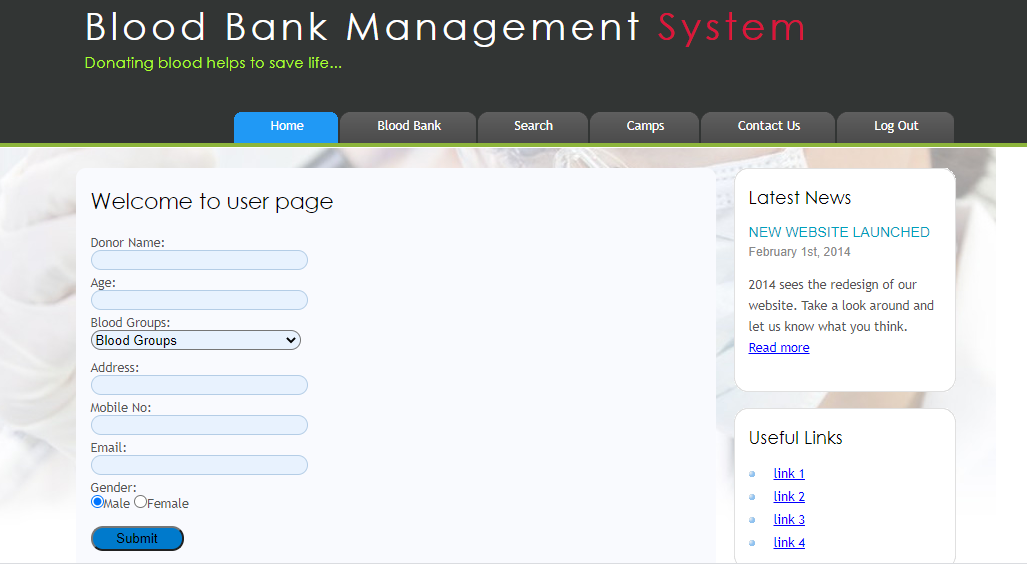 Blood Bank Management System
Donating blood helps to save life...
Home Blood Bank Search Camps Contact Us Log Out
Welcome to user page
Donor Name:
Age:
Blood Groups:
Blood Groups
Address:
Mobile No:
Email:
Gender:
Male Female
Submit
Latest News
NEW WEBSITE LAUNCHED
February 1st, 2014
2014 sees the redesign of our
website. Take a look around and
let us know what you think.
Read more
Useful Links
link 1
link 2
link 3
link 4